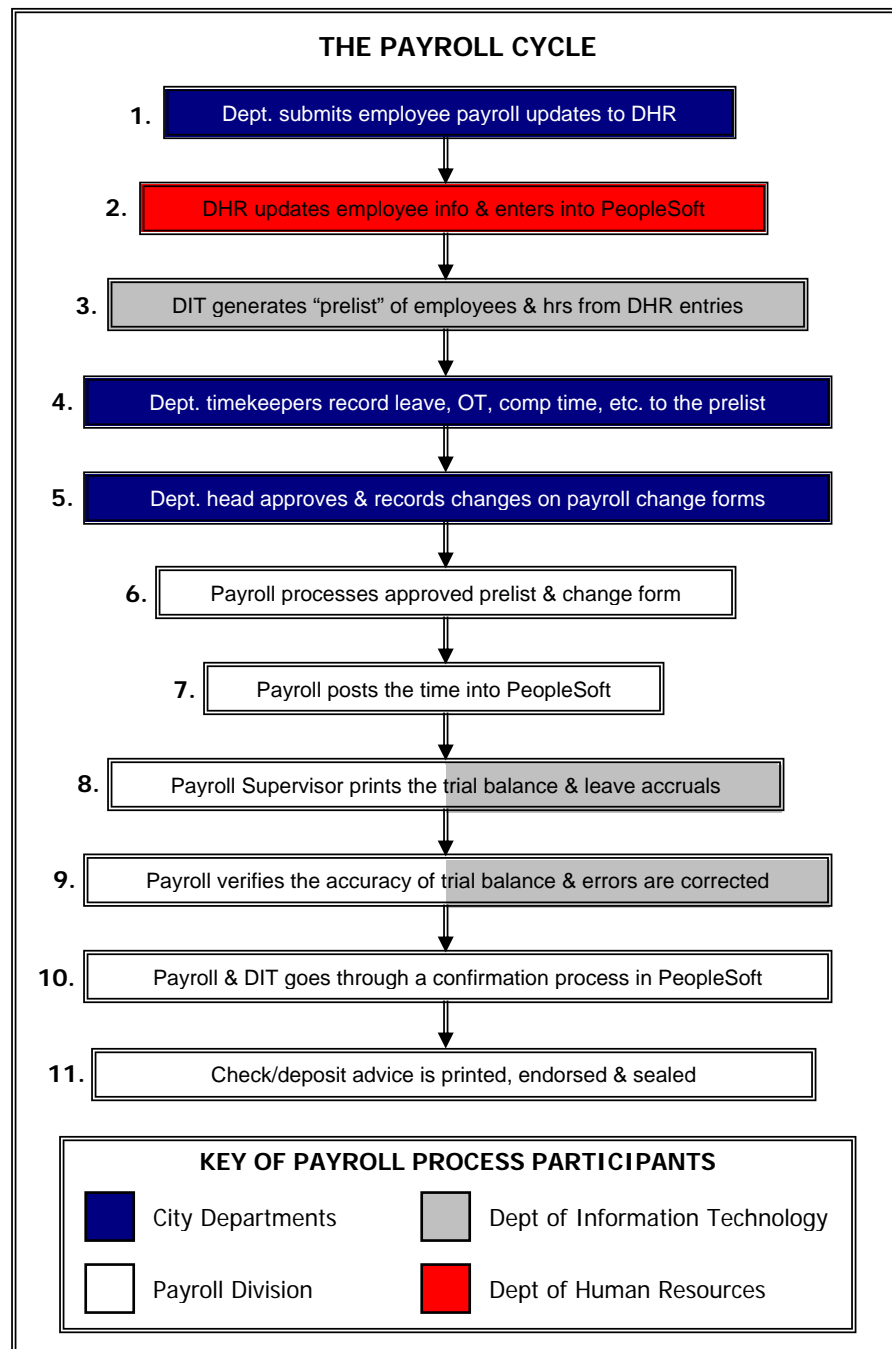 THE PAYROLL CYCLE
1. Dept. submits employee payroll updates to DHR
2. DHR updates employee info & enters into PeopleSoft
3. DIT generates “prelist” of employees & hrs from DHR entries
4. Dept. timekeepers record leave, OT, comp time, etc. to the prelist
5. Dept. head approves & records changes on payroll change forms
6. Payroll processes approved prelist & change form
7. Payroll posts the time into PeopleSoft
8. Payroll Supervisor prints the trial balance & leave accruals
9. Payroll verifies the accuracy of trial balance & errors are corrected
10. Payroll & DIT goes through a confirmation process in PeopleSoft
11. Check/deposit advice is printed, endorsed & sealed
KEY OF PAYROLL PROCESS PARTICIPANTS
City Departments
Dept of Information Technology
Payroll Division
Dept of Human Resources